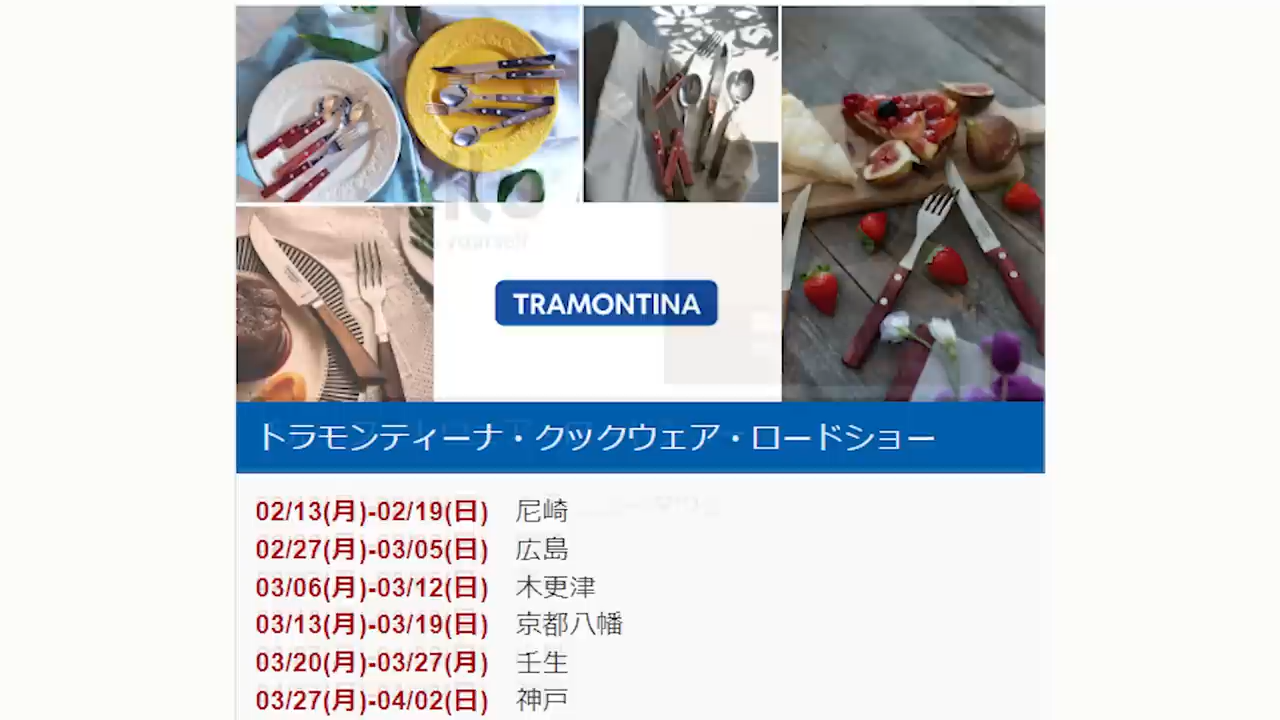 TRAMONTINA
トラモンティーナ・クックウェア・ロードショー
02/13(月)-02/19(日) 尼崎
02/27(月)-03/05(日) 広島
03/06(月)-03/12(日) 木更津
03/13(月)-03/19(日) 京都八幡
03/20(月)-03/27(月) 壬生
03/27(月)-04/02(日) 神戸